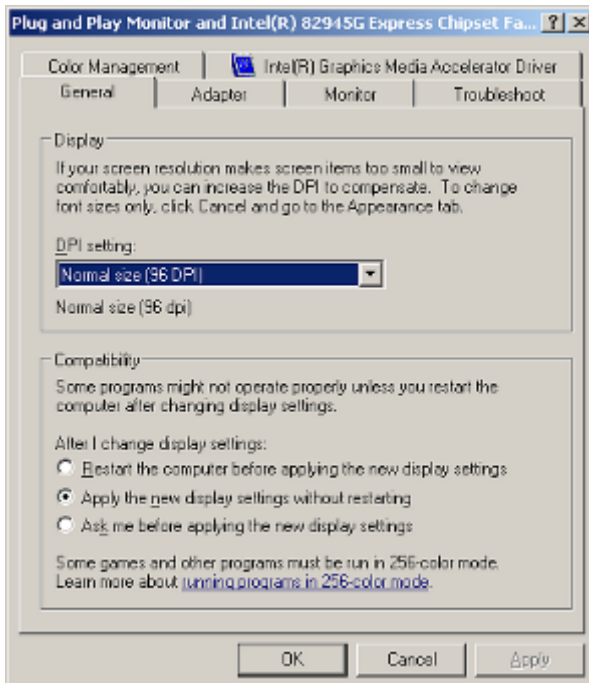 Plug and Play Monitor and Intel(R) 82945G Express Chipset Fa... ? X
Color Management Intel(R) Graphics Media Accelerator Driver
General Adapter Monitor Troubleshoot
Display
If your screen resolution makes screen items too small to view
comfortably, you can increase the DPI to compensate. To change
font sizes only, click Cancel and go to the Appearance tab.
DPI setting:
Normal size (96 DPI)
Normal size (96 dpi)
Compatibility
Some programs might not operate properly unless you restart the
computer after changing display settings.
After I change display settings:
Restart the computer before applying the new display settings
Apply the new display settings without restarting
Ask me before applying the new display settings
Some games and other programs must be run in 256-color mode.
Learn more about running programs in 256-color mode.
OK Cancel Apply